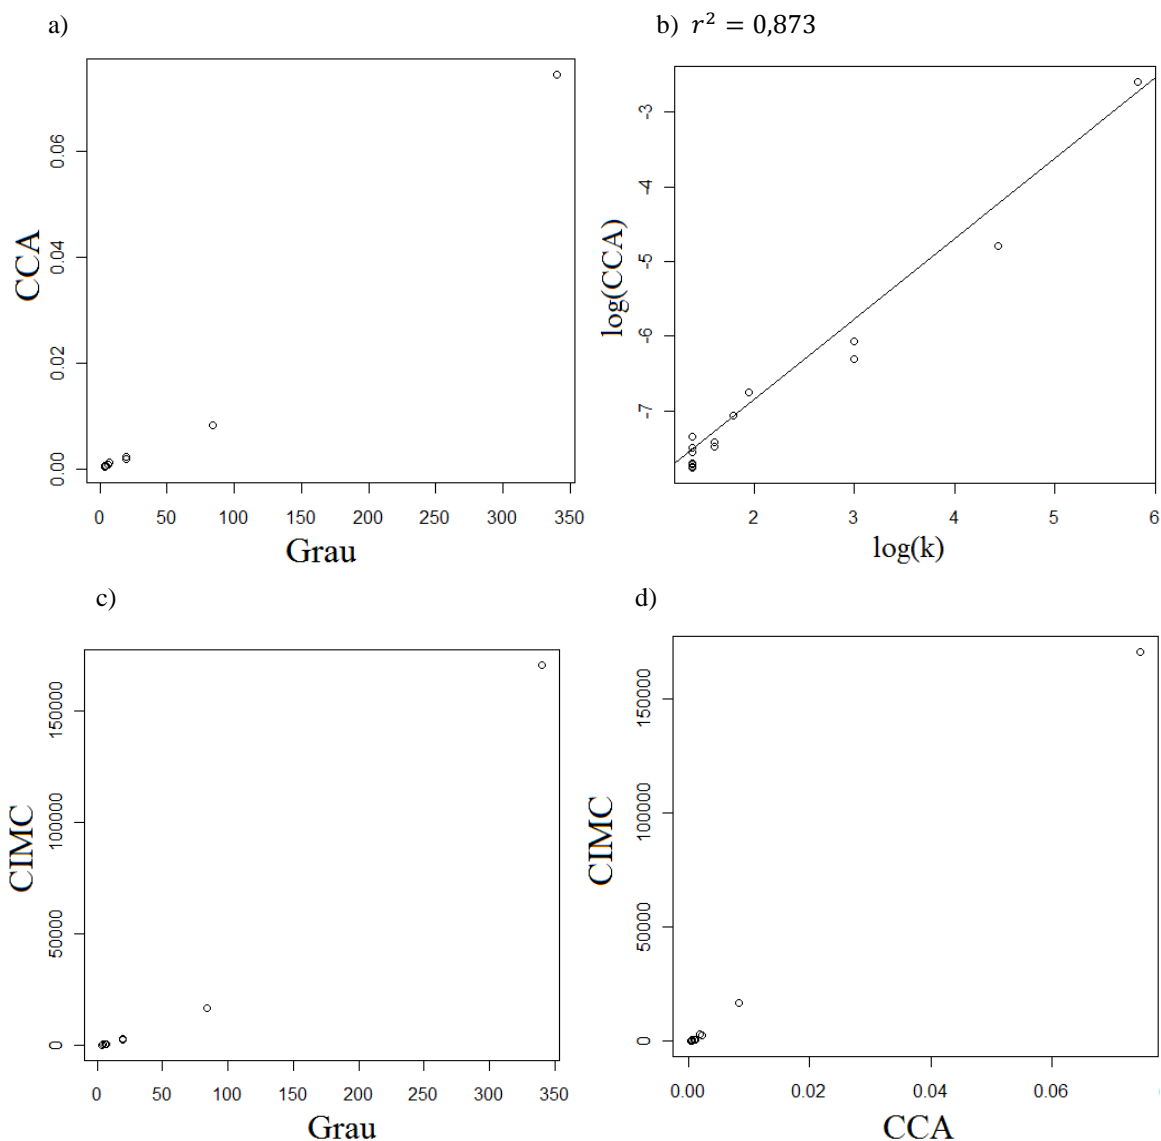 a)
b) r² = 0,873
CCA
0.00 0.02 0.04 0.06
0 50 100 150 200 250 300 350
Grau
log(CCA)
-7 -6 -5 -4 -3
2 3 4 5 6
log(k)
c)
d)
CIMC
0 50000 100000 150000
0 50 100 150 200 250 300 350
Grau
CIMC
0 50000 100000 150000
0.00 0.02 0.04 0.06
CCA